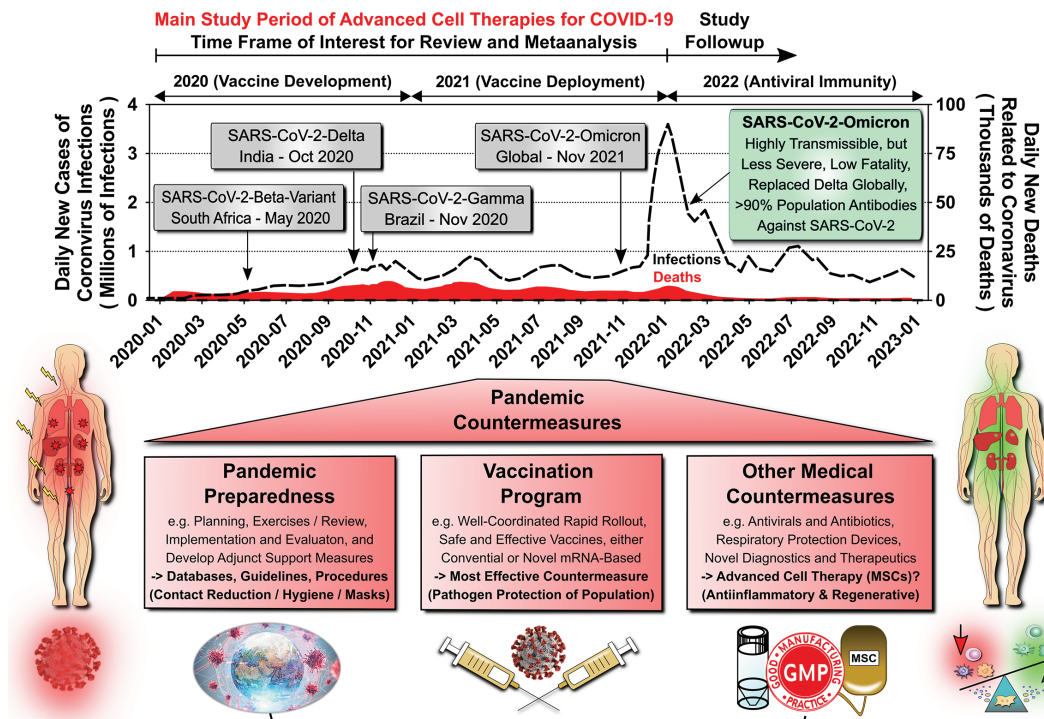 Main Study Period of Advanced Cell Therapies for COVID-19
Time Frame of Interest for Review and Metaanalysis
Study
Followup
2020 (Vaccine Development)
2021 (Vaccine Deployment)
2022 (Antiviral Immunity)
Daily New Cases of
Coronvirus Infections
( Millions of Infections)
4
3
2
1
0
SARS-CoV-2-Delta
India - Oct 2020
SARS-CoV-2-Beta-Variant
South Africa - May 2020
SARS-CoV-2-Gamma
Brazil - Nov 2020
SARS-CoV-2-Omicron
Global - Nov 2021
SARS-CoV-2-Omicron
Highly Transmissible, but
Less Severe, Low Fatality,
Replaced Delta Globally,
>90% Population Antibodies
Against SARS-CoV-2
Infections
Deaths
100
75
50
25
0
Daily New Deaths
Related to Coronavirus
( Thousands of Deaths)
2020-01
2020-03
2020-05
2020-07
2020-09
2020-11
2021-01
2021-03
2021-05
2021-07
2021-09
2021-11
2022-01
2022-03
2022-05
2022-07
2022-09
2022-11
2023-01
Pandemic
Countermeasures
Pandemic
Preparedness
e.g. Planning, Exercises / Review,
Implementation and Evaluaton, and
Develop Adjunct Support Measures
-> Databases, Guidelines, Procedures
(Contact Reduction / Hygiene / Masks)
Vaccination
Program
e.g. Well-Coordinated Rapid Rollout,
Safe and Effective Vaccines, either
Convential or Novel mRNA-Based
-> Most Effective Countermeasure
(Pathogen Protection of Population)
Other Medical
Countermeasures
e.g. Antivirals and Antibiotics,
Respiratory Protection Devices,
Novel Diagnostics and Therapeutics
-> Advanced Cell Therapy (MSCs)?
(Antiinflammatory & Regenerative)
GOOD MANUFACTURING
GMP
PRACTICE
MSC